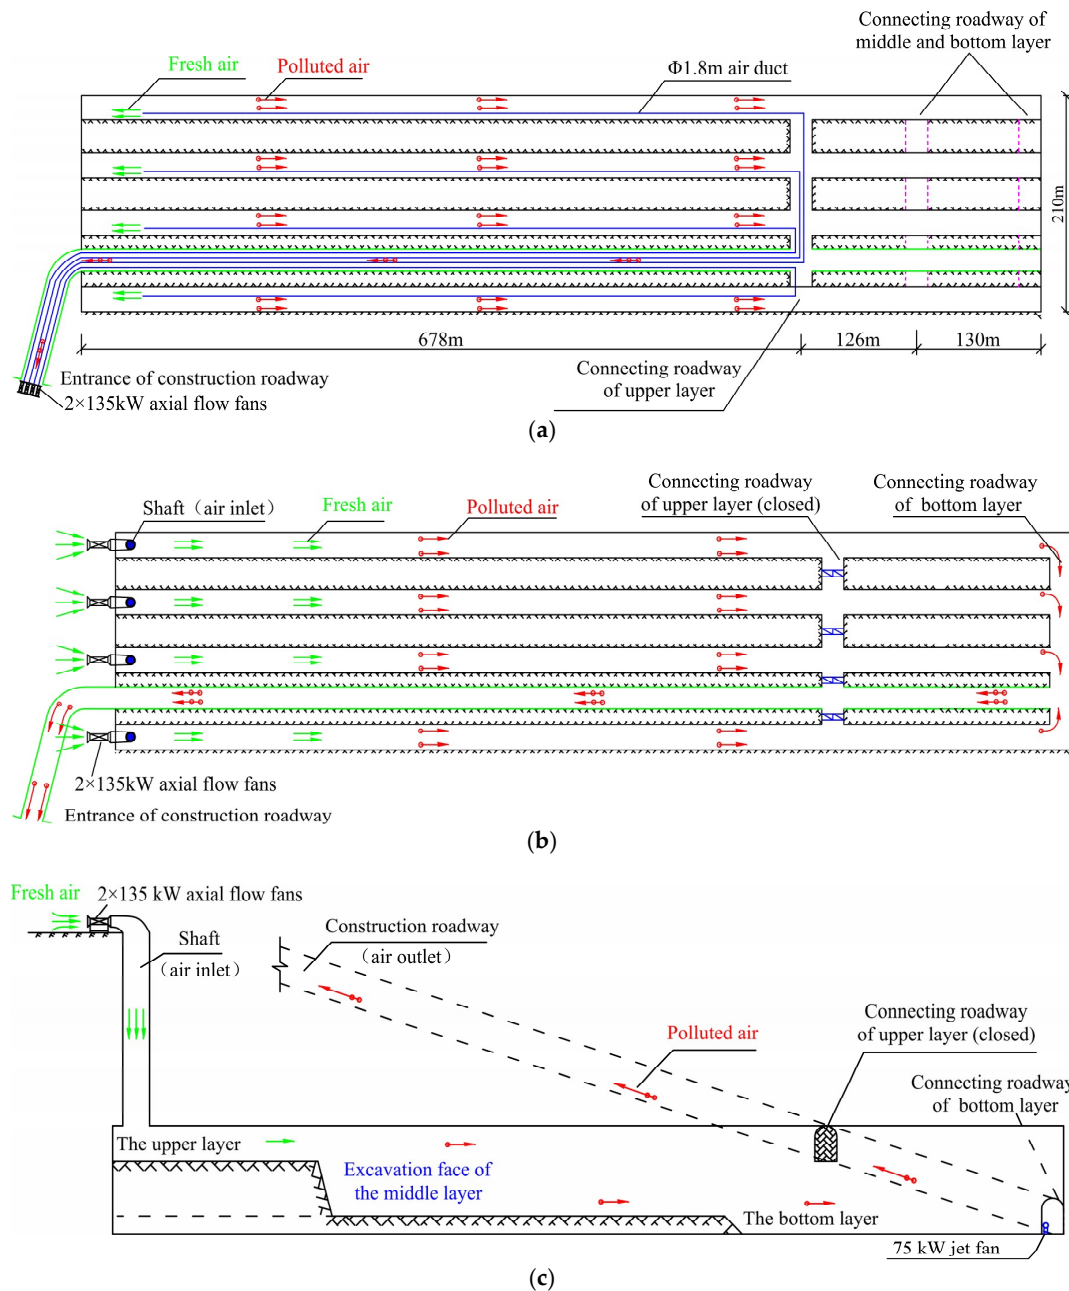 Connecting roadway of
middle and bottom layer
Fresh air
Polluted air
Φ1.8m air duct
210m
678m
126m
130m
Entrance of construction roadway
2×135kW axial flow fans
Connecting roadway
of upper layer
(a)
Connecting roadway
of upper layer (closed)
Connecting roadway
of bottom layer
Shaft（air inlet）
Fresh air
Polluted air
2×135kW axial flow fans
Entrance of construction roadway
(b)
Fresh air
2×135 kW axial flow fans
Shaft
（air inlet）
Construction roadway
（air outlet）
Polluted air
Connecting roadway
of upper layer (closed)
Connecting roadway
of bottom layer
The upper layer
Excavation face of
the middle layer
The bottom layer
75 kW jet fan
(c)